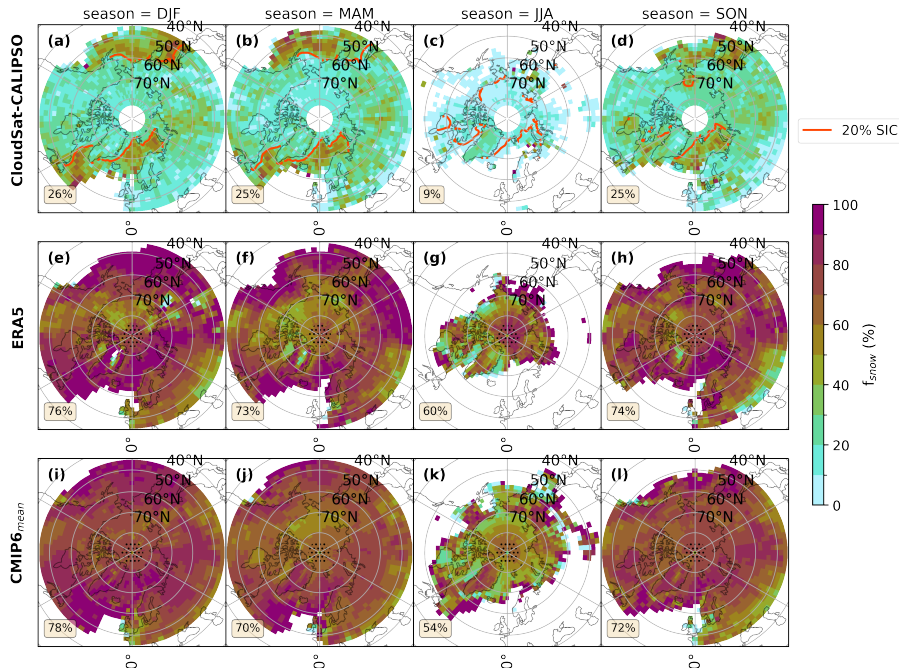 season = DJF
season = MAM
season = JJA
season = SON
CloudSat-CALIPSO
(a)
40°N
50°N
60°N
70°N
26%
0°
(b)
40°N
50°N
60°N
70°N
25%
0°
(c)
40°N
50°N
60°N
70°N
9%
0°
(d)
40°N
50°N
60°N
70°N
25%
0°
20% SIC
ERA5
(e)
40°N
50°N
60°N
70°N
76%
0°
(f)
40°N
50°N
60°N
70°N
73%
0°
(g)
40°N
50°N
60°N
70°N
60%
0°
(h)
40°N
50°N
60°N
70°N
74%
0°
CMIP6mean
(i)
40°N
50°N
60°N
70°N
78%
0°
(j)
40°N
50°N
60°N
70°N
70%
0°
(k)
40°N
50°N
60°N
70°N
54%
0°
(l)
40°N
50°N
60°N
70°N
72%
0°
100
80
60
40
20
0
fsnow (%)